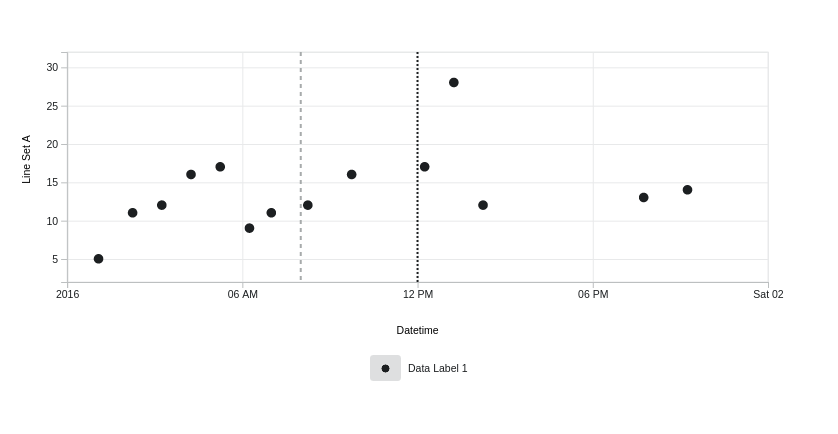 30
25
20
15
10
5
Line Set A
2016
06 AM
12 PM
06 PM
Sat 02
Datetime
Data Label 1